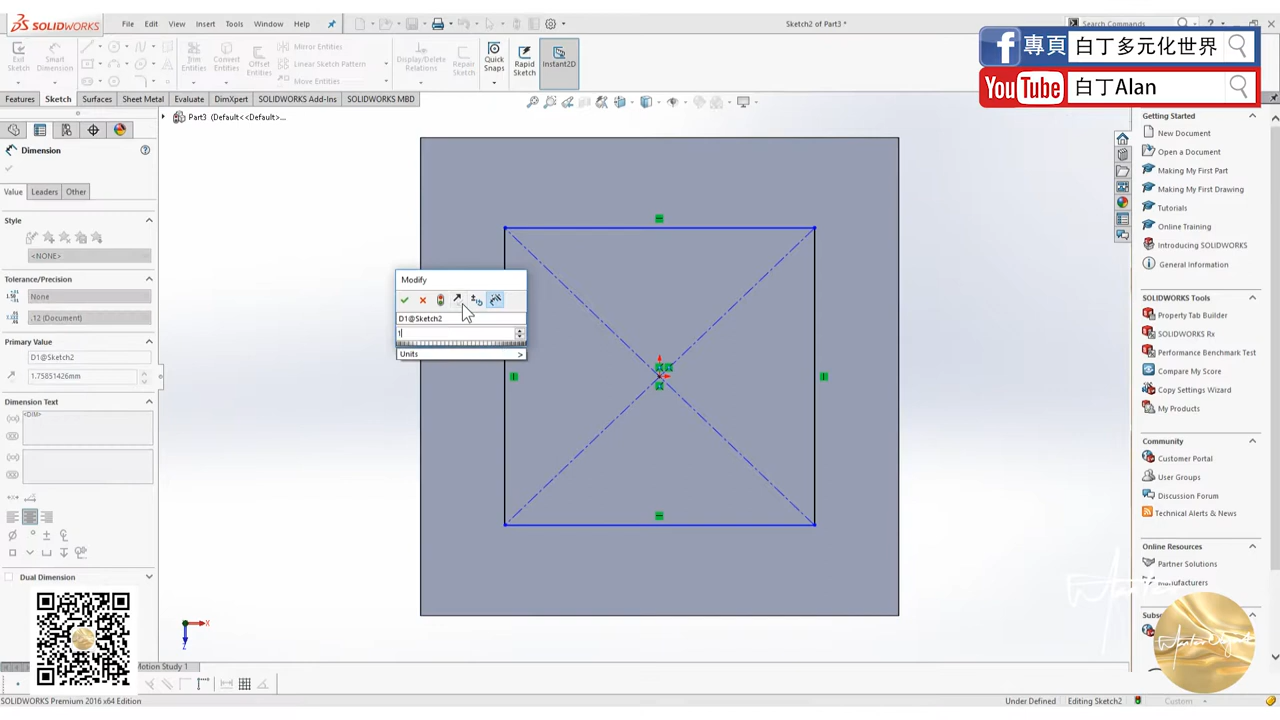 SOLIDWORKS
File Edit View Insert Tools Window Help
Sketch2 of Part3 *
Search Commands
專頁 白丁多元化世界
YouTube 白丁Alan
Exit Sketch
Smart Dimension
Trim Entities
Convert Entities
Offset Entities
Mirror Entities
Linear Sketch Pattern
Move Entities
Display/Delete Relations
Repair Sketch
Quick Snaps
Rapid Sketch
Instant2D
Features Sketch Surfaces Sheet Metal Evaluate DimXpert SOLIDWORKS Add-Ins SOLIDWORKS MBD
Part3 (Default<<Default>...
Dimension
Value Leaders Other
Style
<NONE>
Tolerance/Precision
None
.12 (Document)
Primary Value
D1@Sketch2
1.75851426mm
Dimension Text
<DIM>
Dual Dimension
Modify
D1@Sketch2
1
Units >
X
Z
Getting Started
New Document
Open a Document
Making My First Part
Making My First Drawing
Tutorials
Online Training
Introducing SOLIDWORKS
General Information
SOLIDWORKS Tools
Property Tab Builder
SOLIDWORKS Rx
Performance Benchmark Test
Compare My Score
Copy Settings Wizard
My Products
Community
Customer Portal
User Groups
Discussion Forum
Technical Alerts & News
Online Resources
Partner Solutions
Manufacturers
Subs
Motion Study 1
SOLIDWORKS Premium 2016 x64 Edition
Under Defined Editing Sketch2 Custom